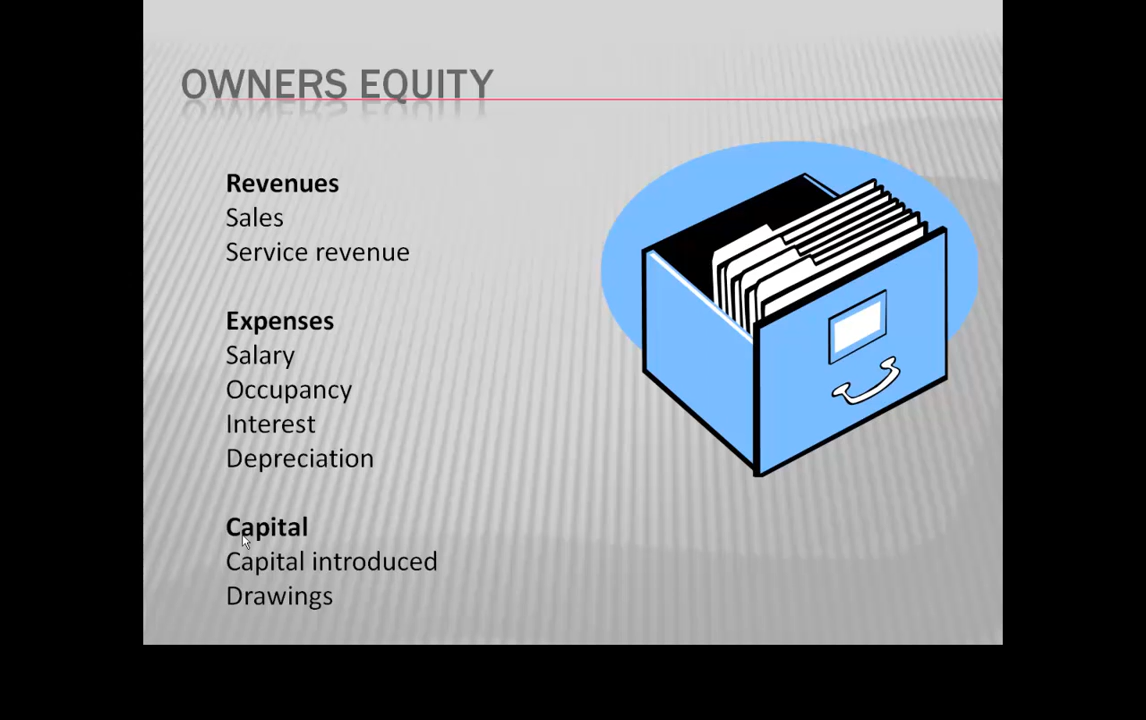 OWNERS EQUITY
Revenues
Sales
Service revenue
Expenses
Salary
Occupancy
Interest
Depreciation
Capital
Capital introduced
Drawings